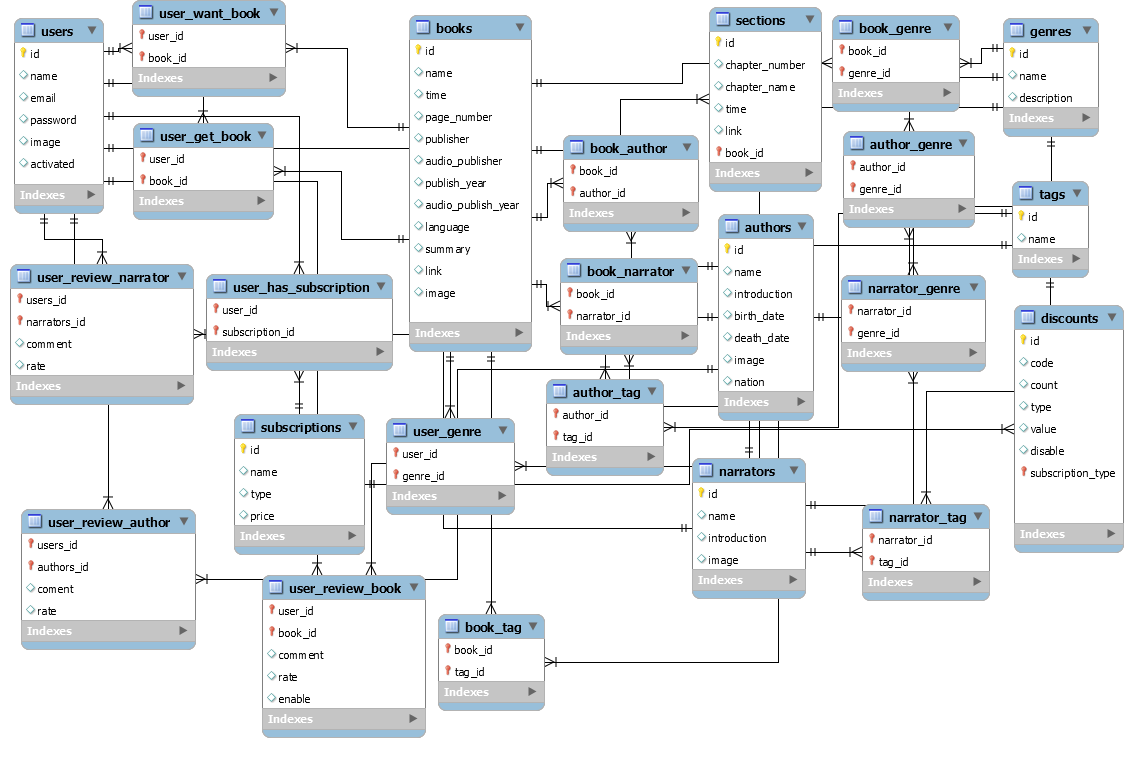 users
id
name
email
password
image
activated
Indexes
user_want_book
user_id
book_id
Indexes
user_get_book
user_id
book_id
Indexes
books
id
name
time
page_number
publisher
audio_publisher
publish_year
audio_publish_year
language
summary
link
image
Indexes
sections
id
chapter_number
chapter_name
time
link
book_id
Indexes
book_genre
book_id
genre_id
Indexes
genres
id
name
description
Indexes
book_author
book_id
author_id
Indexes
author_genre
author_id
genre_id
Indexes
tags
id
name
Indexes
authors
id
name
introduction
birth_date
death_date
image
nation
Indexes
book_narrator
book_id
narrator_id
Indexes
user_review_narrator
users_id
narrators_id
comment
rate
Indexes
user_has_subscription
user_id
subscription_id
Indexes
narrator_genre
narrator_id
genre_id
Indexes
discounts
id
code
count
type
value
disable
subscription_type
Indexes
author_tag
author_id
tag_id
Indexes
subscriptions
id
name
type
price
Indexes
user_genre
user_id
genre_id
Indexes
narrators
id
name
introduction
image
Indexes
narrator_tag
narrator_id
tag_id
Indexes
user_review_author
users_id
authors_id
coment
rate
Indexes
user_review_book
user_id
book_id
comment
rate
enable
Indexes
book_tag
book_id
tag_id
Indexes